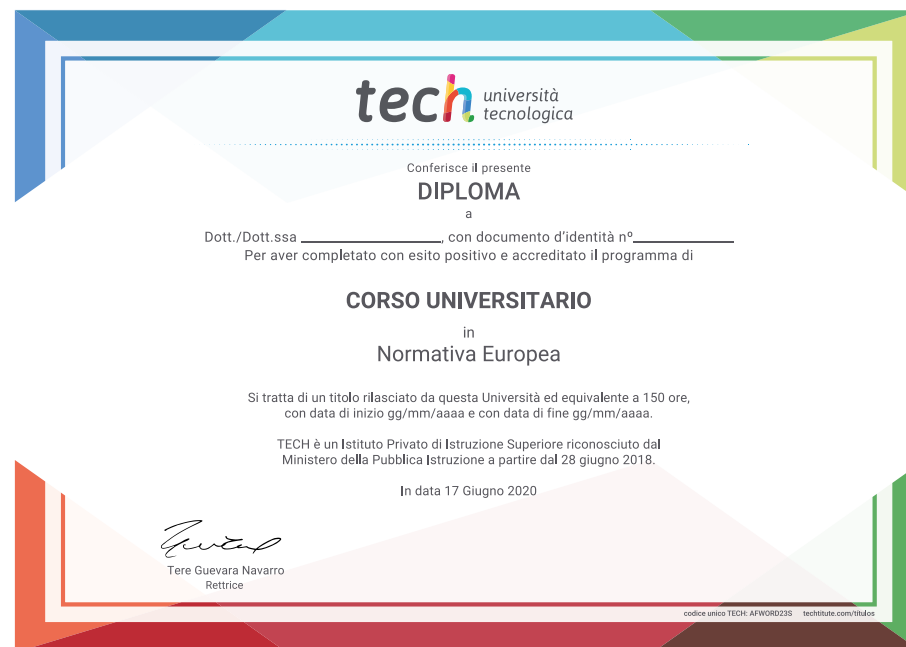 tech università
tecnologica
Conferisce il presente
DIPLOMA
a
Dott./Dott.ssa ____________________, con documento d'identità nº______________
Per aver completato con esito positivo e accreditato il programma di
CORSO UNIVERSITARIO
in
Normativa Europea
Si tratta di un titolo rilasciato da questa Università ed equivalente a 150 ore,
con data di inizio gg/mm/aaaa e con data di fine gg/mm/aaaa.
TECH è un Istituto Privato di Istruzione Superiore riconosciuto dal
Ministero della Pubblica Istruzione a partire dal 28 giugno 2018.
In data 17 Giugno 2020
Tere Guevara Navarro
Rettrice
codice unico TECH: AFWORD23S techtitute.com/titulos